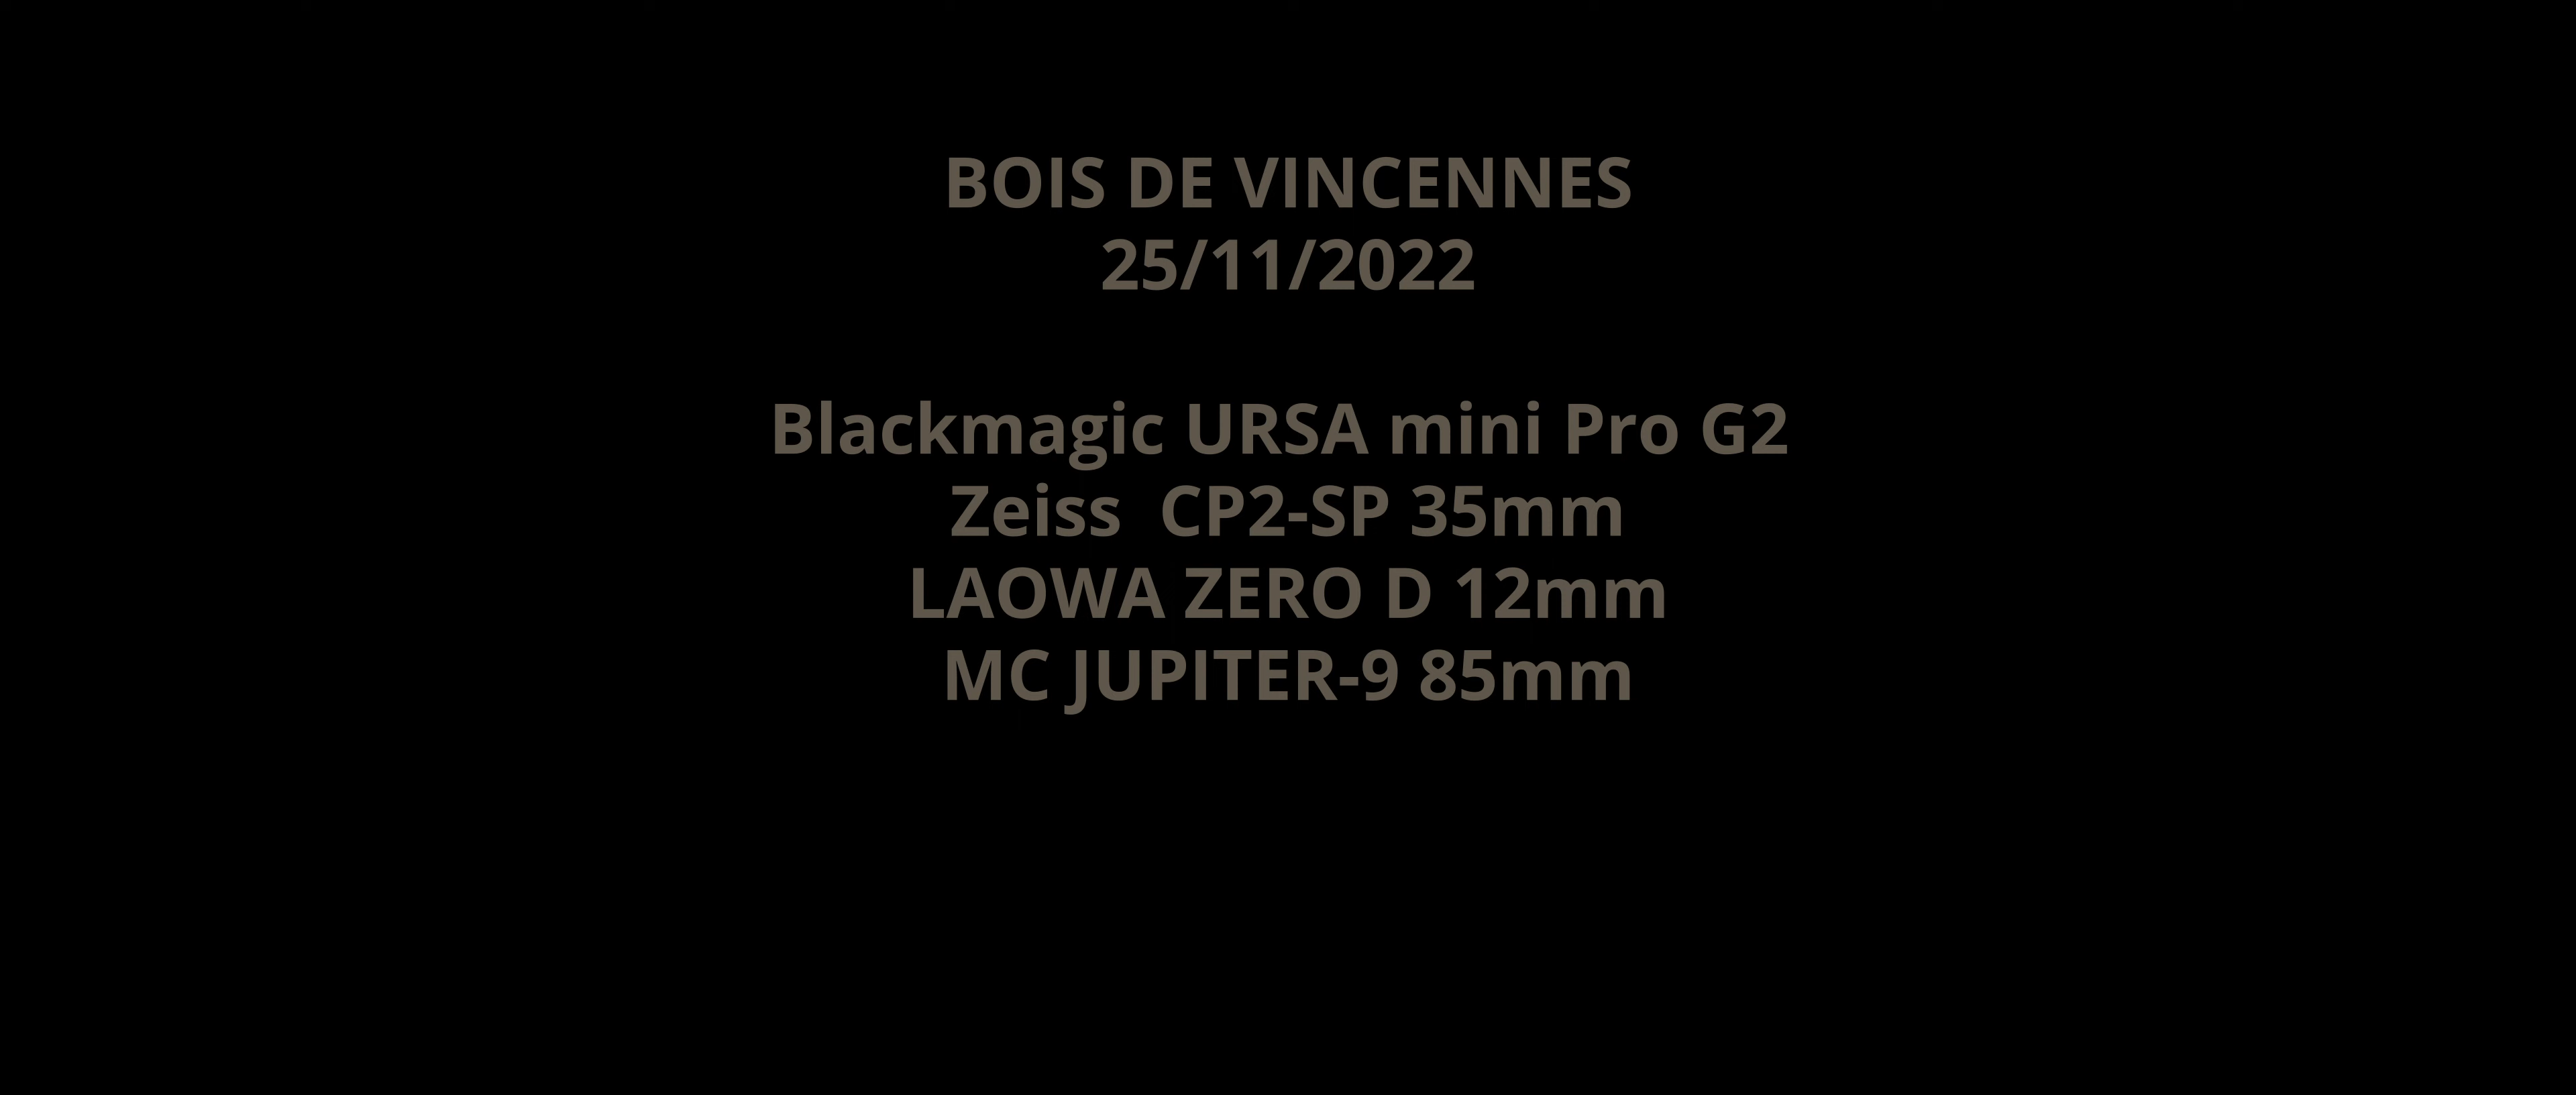 BOIS DE VINCENNES
25/11/2022
Blackmagic URSA mini Pro G2
Zeiss  CP2-SP 35mm
LAOWA ZERO D 12mm
MC JUPITER-9 85mm